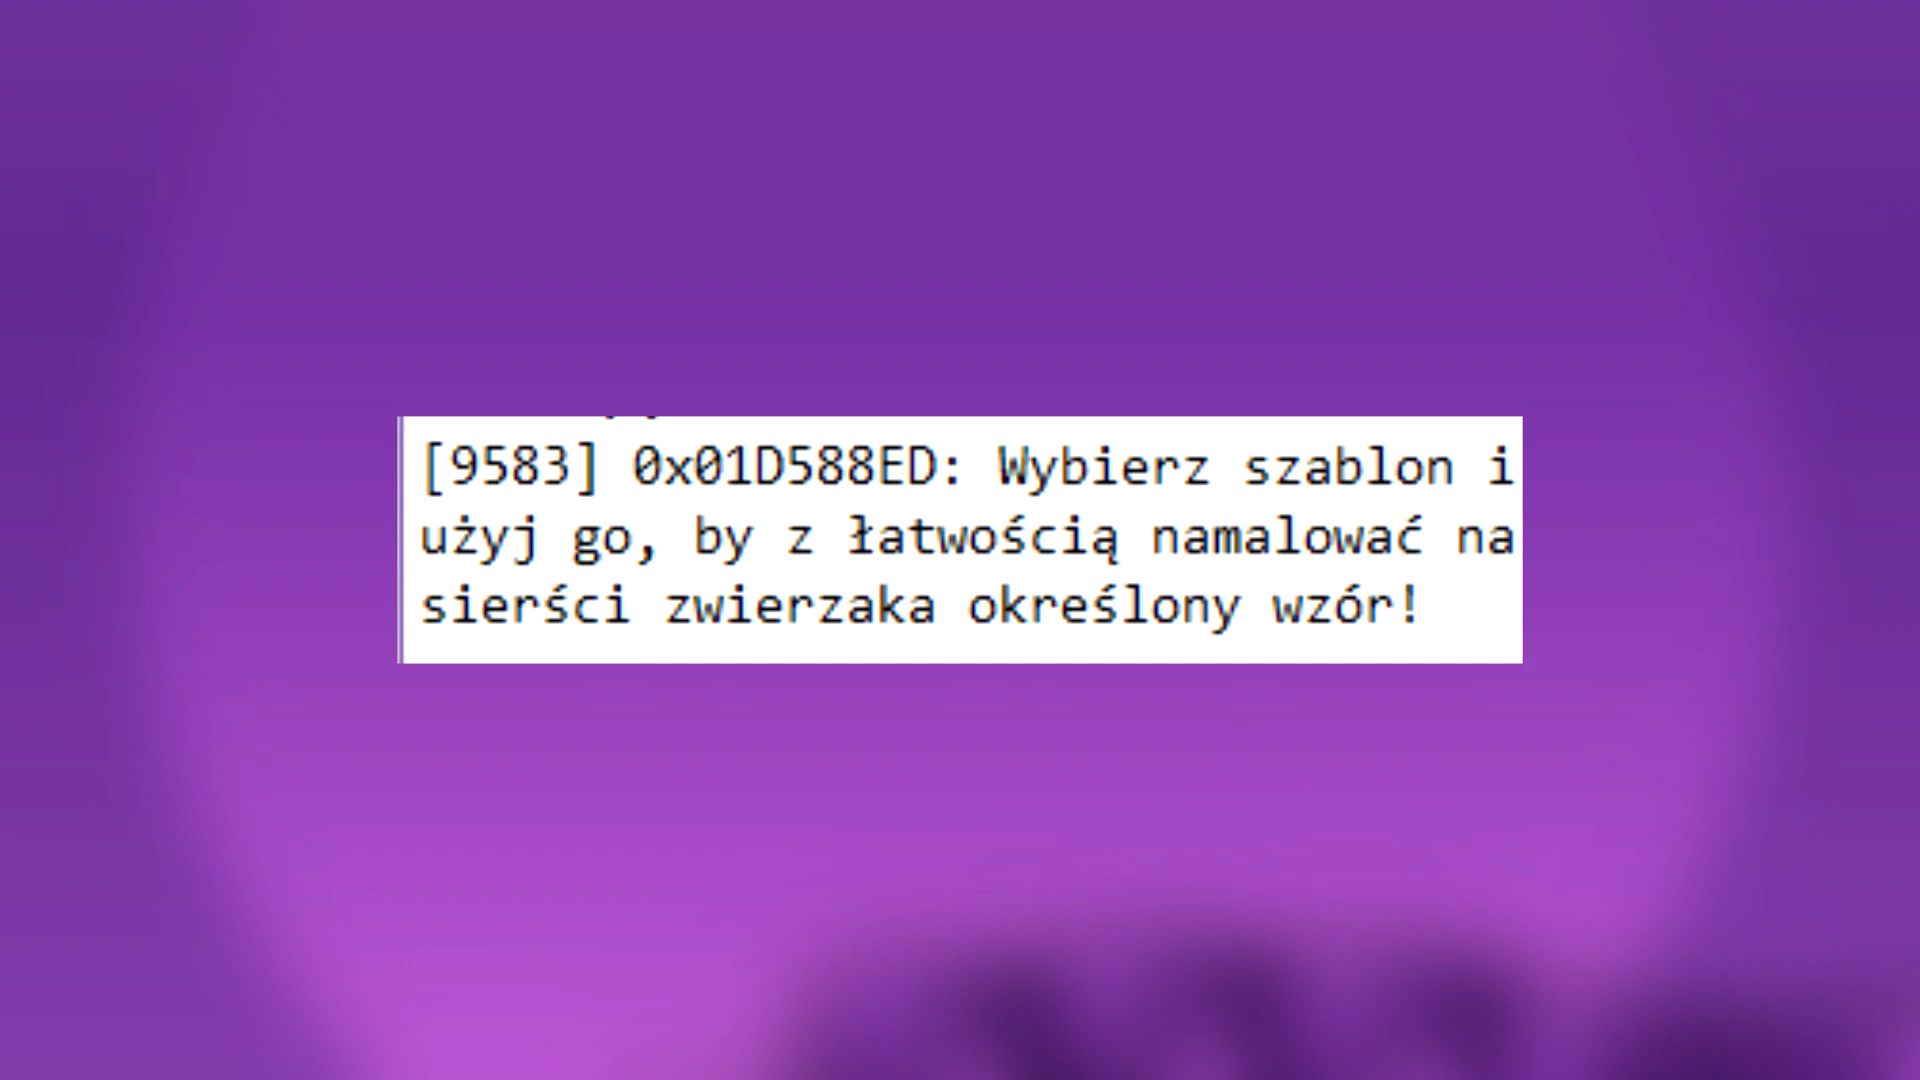 [9583] 0x01D588ED: Wybierz szablon i
użyj go, by z łatwością namalować na
sierści zwierzaka określony wzór!